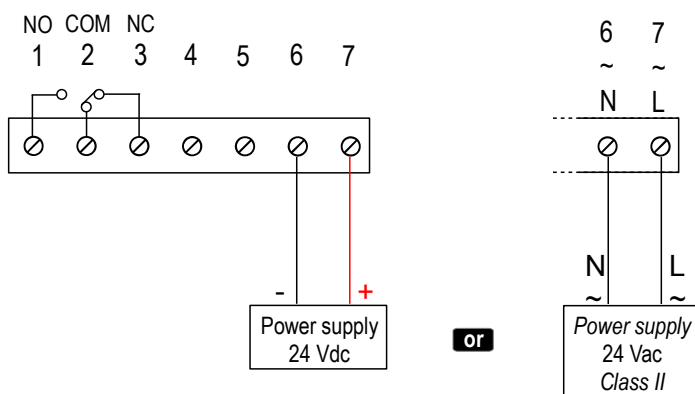 NO COM NC
1 2 3 4 5 6 7
- +
Power supply
24 Vdc
or
6 7
~ ~
N L
N L
~ ~
Power supply
24 Vac
Class II